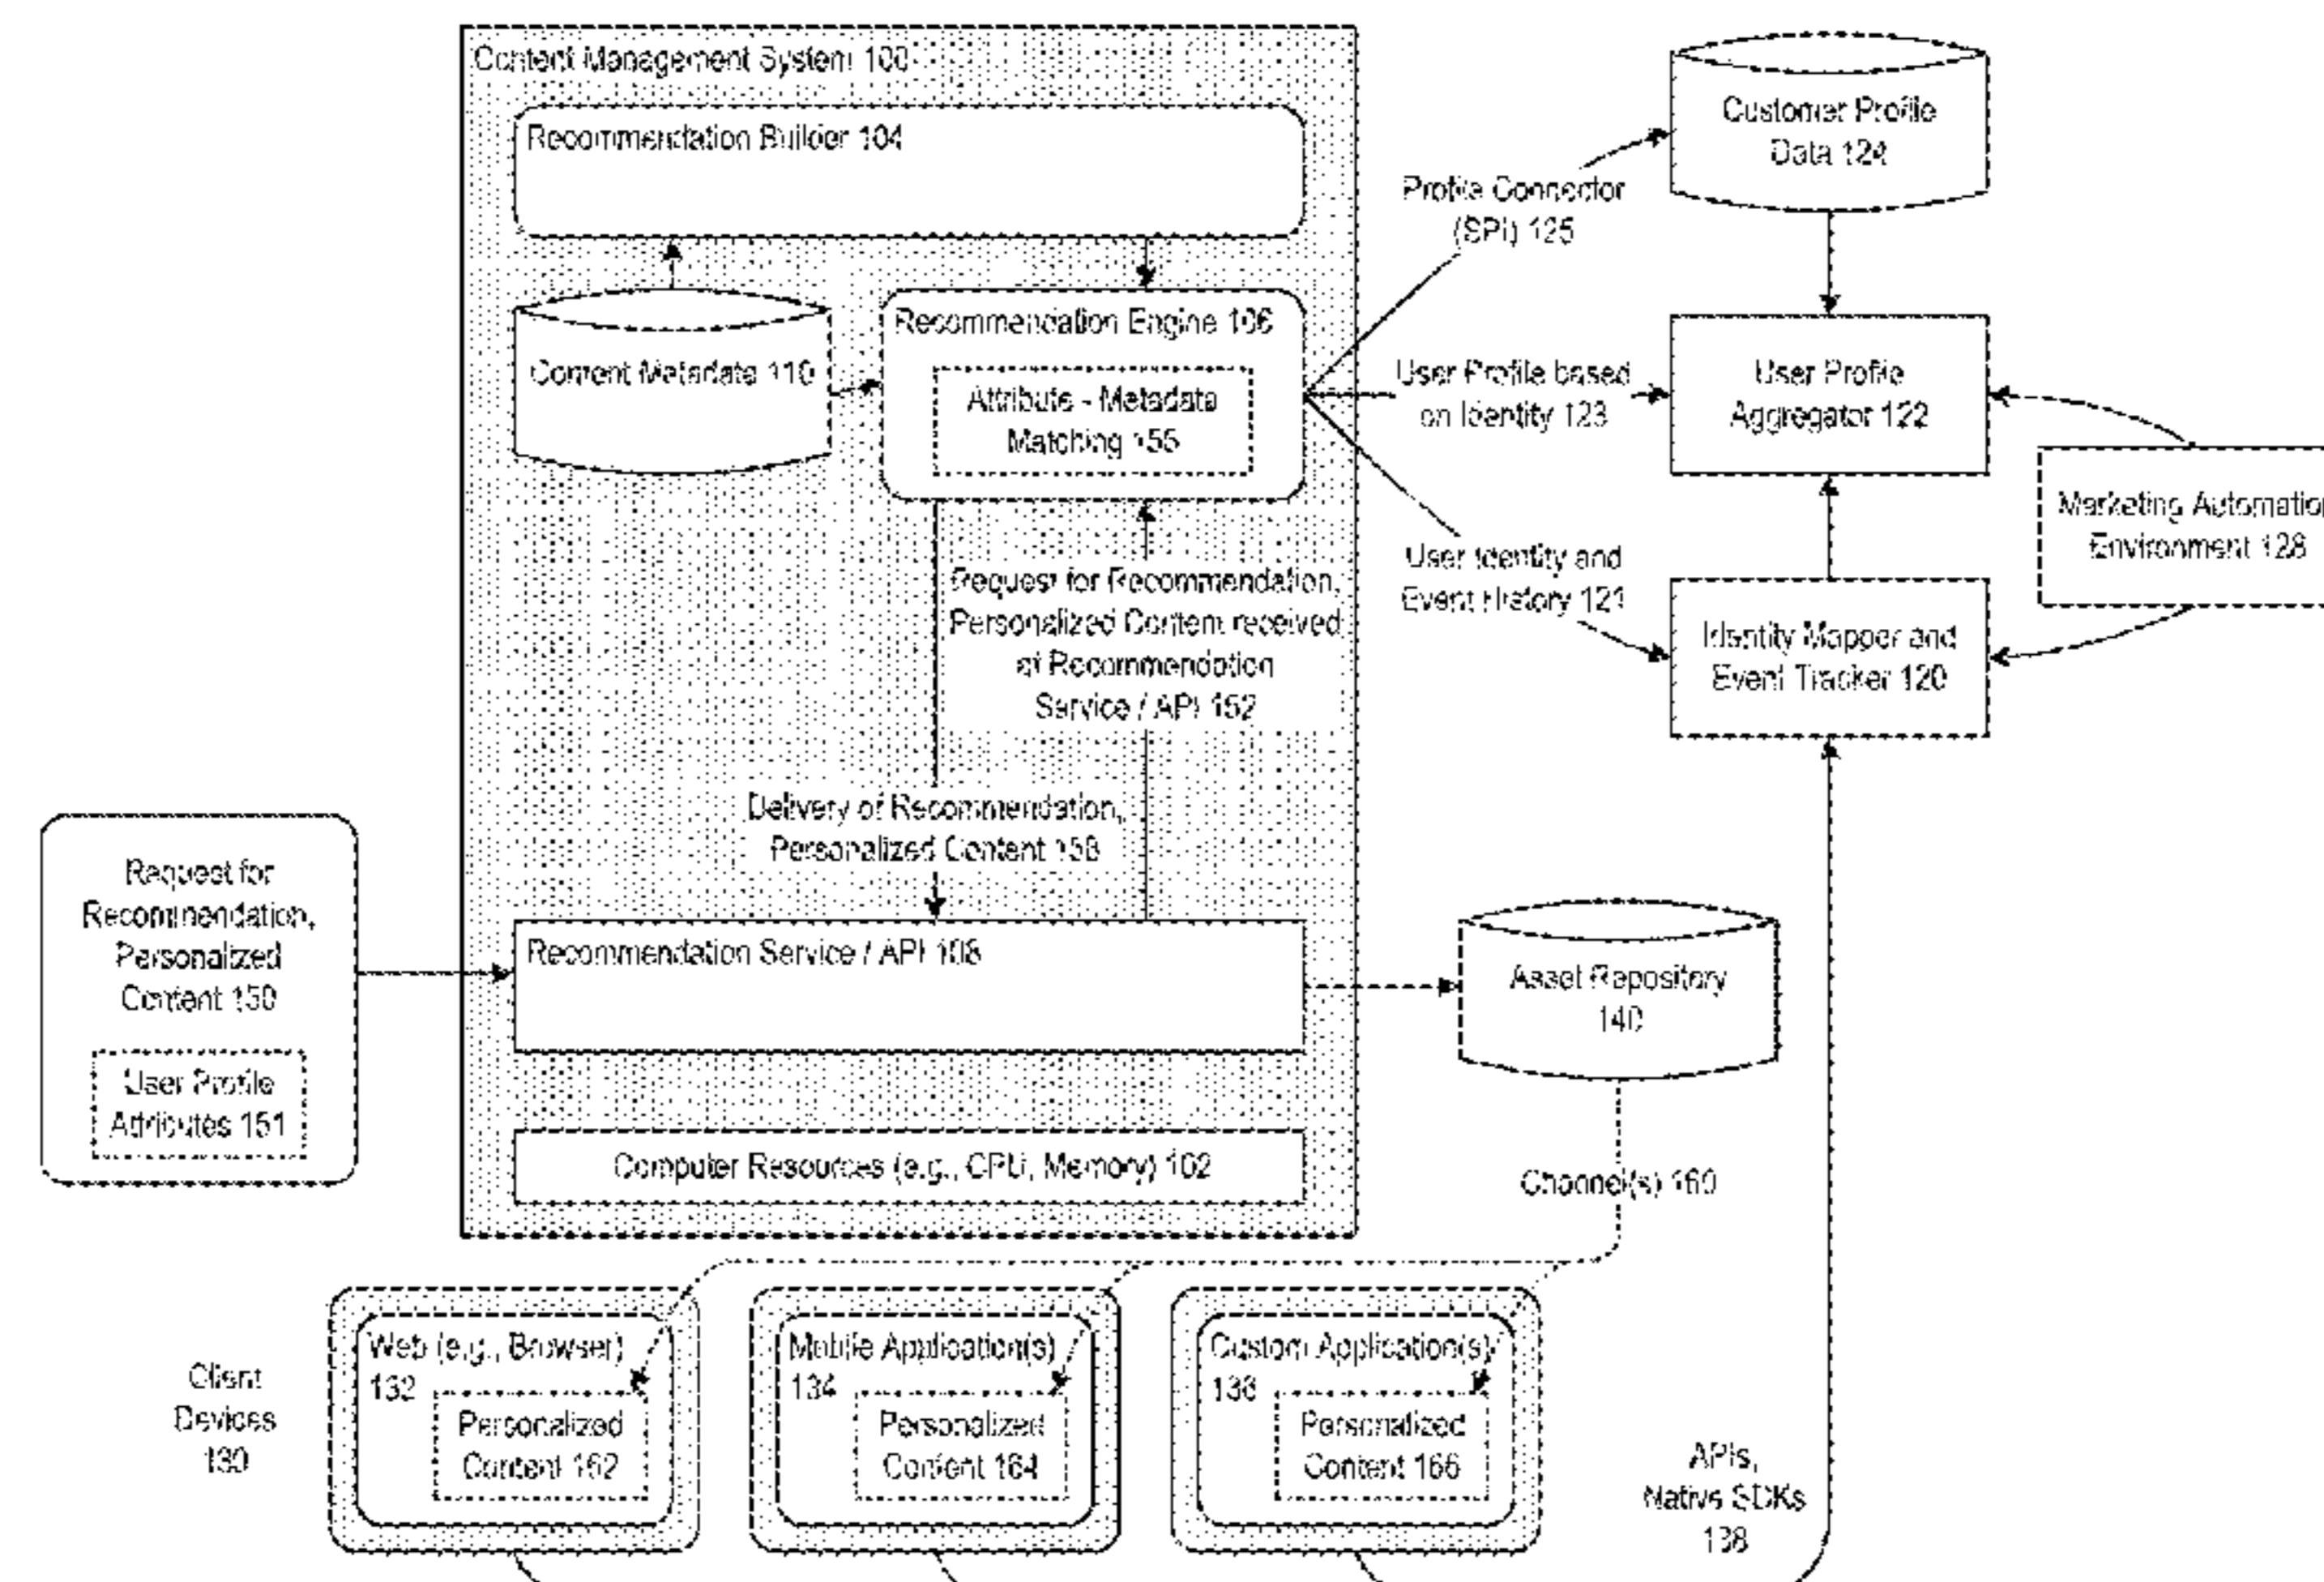 Content Management System 100
Recommendation Builder 104
Customer Profile
Data 124
Profile Connector
(SPI) 125
Content Metadata 110
Recommendation Engine 106
Attribute - Metadata
Matching 155
User Profile based
on Identity 123
User Profile
Aggregator 122
Marketing Automation
Environment 128
User Identity and
Event History 121
Request for Recommendation,
Personalized Content received
at Recommendation
Service / API 152
Identity Mapper and
Event Tracker 120
Delivery of Recommendation,
Personalized Content 158
Request for
Recommendation,
Personalized
Content 150
User Profile
Attributes 151
Recommendation Service / API 108
Asset Repository
140
Computer Resources (e.g., CPU, Memory) 102
Channel(s) 160
Client
Devices
130
Web (e.g., Browser)
132
Personalized
Content 162
Mobile Application(s)
134
Personalized
Content 164
Custom Application(s)
136
Personalized
Content 166
APIs,
Native SDKs
138